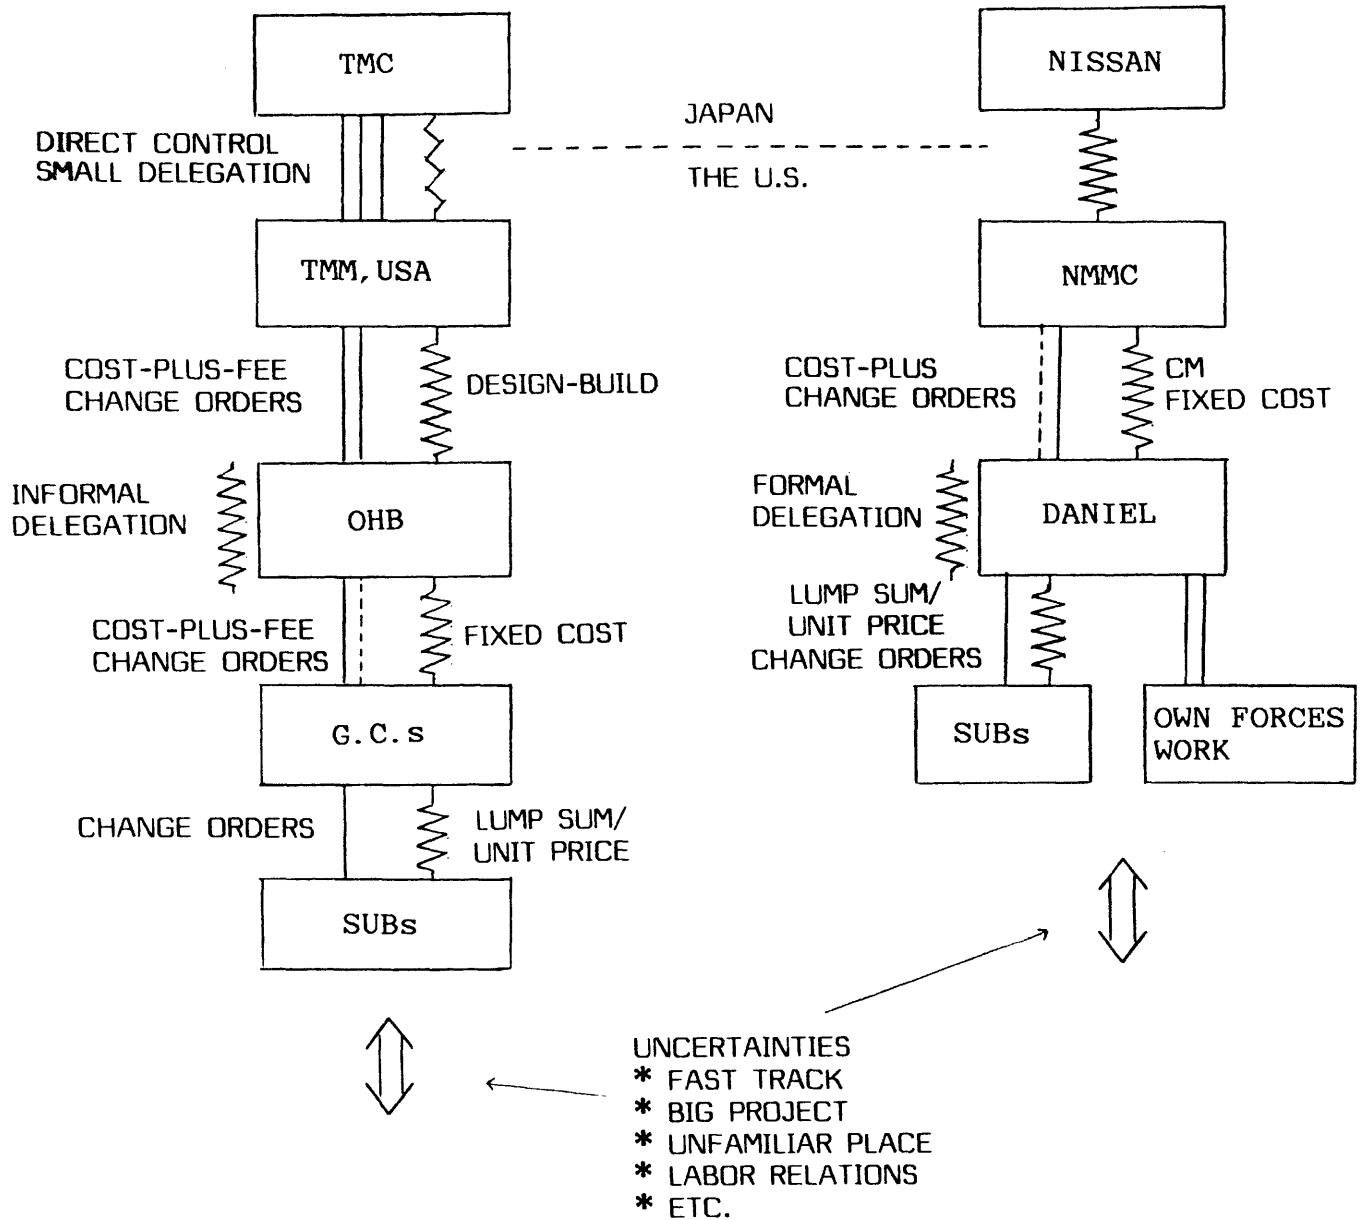 TMC
DIRECT CONTROL
SMALL DELEGATION
TMM,USA
COST-PLUS-FEE
CHANGE ORDERS
DESIGN-BUILD
INFORMAL
DELEGATION
OHB
COST-PLUS-FEE
CHANGE ORDERS
FIXED COST
G.C.s
CHANGE ORDERS
LUMP SUM/
UNIT PRICE
SUBs
JAPAN
THE U.S.
NISSAN
NMMC
COST-PLUS
CHANGE ORDERS
CM
FIXED COST
FORMAL
DELEGATION
DANIEL
LUMP SUM/
UNIT PRICE
CHANGE ORDERS
SUBs
OWN FORCES
WORK
UNCERTAINTIES
* FAST TRACK
* BIG PROJECT
* UNFAMILIAR PLACE
* LABOR RELATIONS
* ETC.